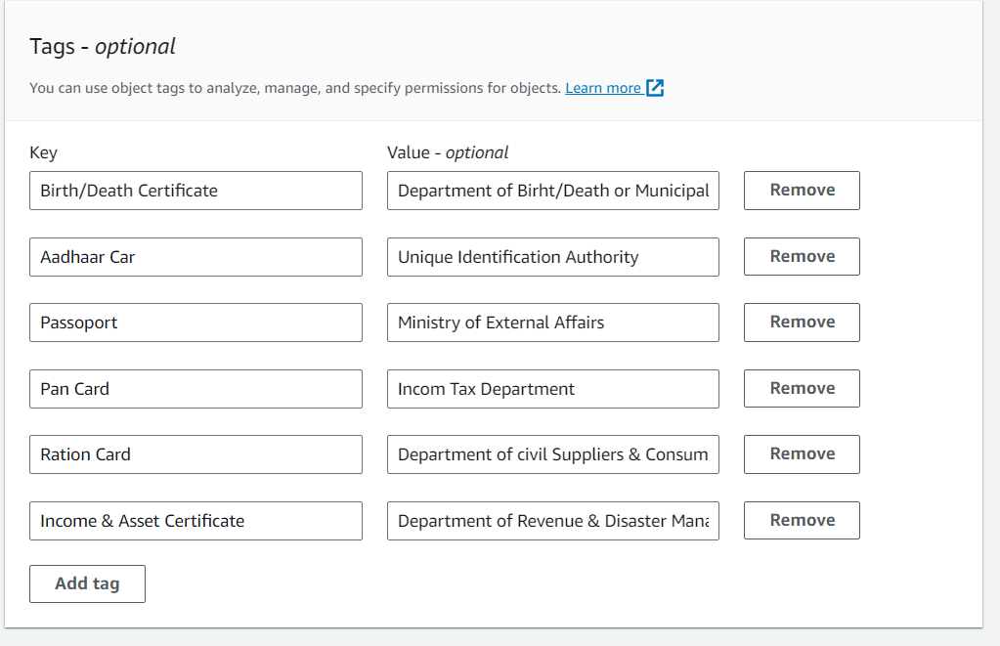 Tags - optional
You can use object tags to analyze, manage, and specify permissions for objects. Learn more
Key Value - optional
Birth/Death Certificate Department of Birht/Death or Municipal Remove
Aadhaar Car Unique Identification Authority Remove
Passoport Ministry of External Affairs Remove
Pan Card Incom Tax Department Remove
Ration Card Department of civil Suppliers & Consum Remove
Income & Asset Certificate Department of Revenue & Disaster Mana Remove
Add tag